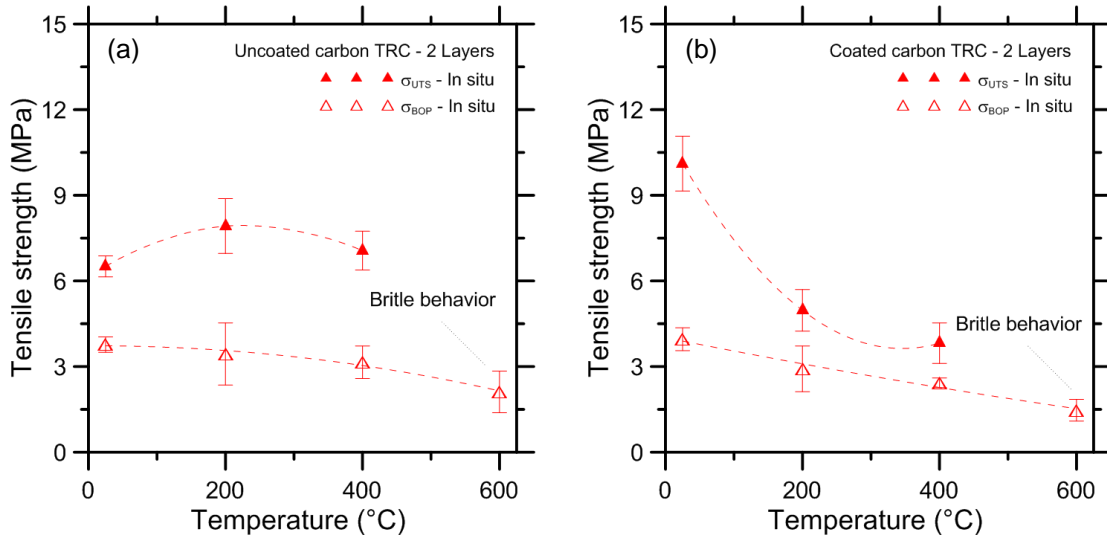 (a)
Uncoated carbon TRC - 2 Layers
σUTS - In situ
σBOP - In situ
Britle behavior
15
12
9
6
3
0
0 200 400 600
Tensile strength (MPa)
Temperature (°C)
(b)
Coated carbon TRC - 2 Layers
σUTS - In situ
σBOP - In situ
Britle behavior
15
12
9
6
3
0
0 200 400 600
Tensile strength (MPa)
Temperature (°C)